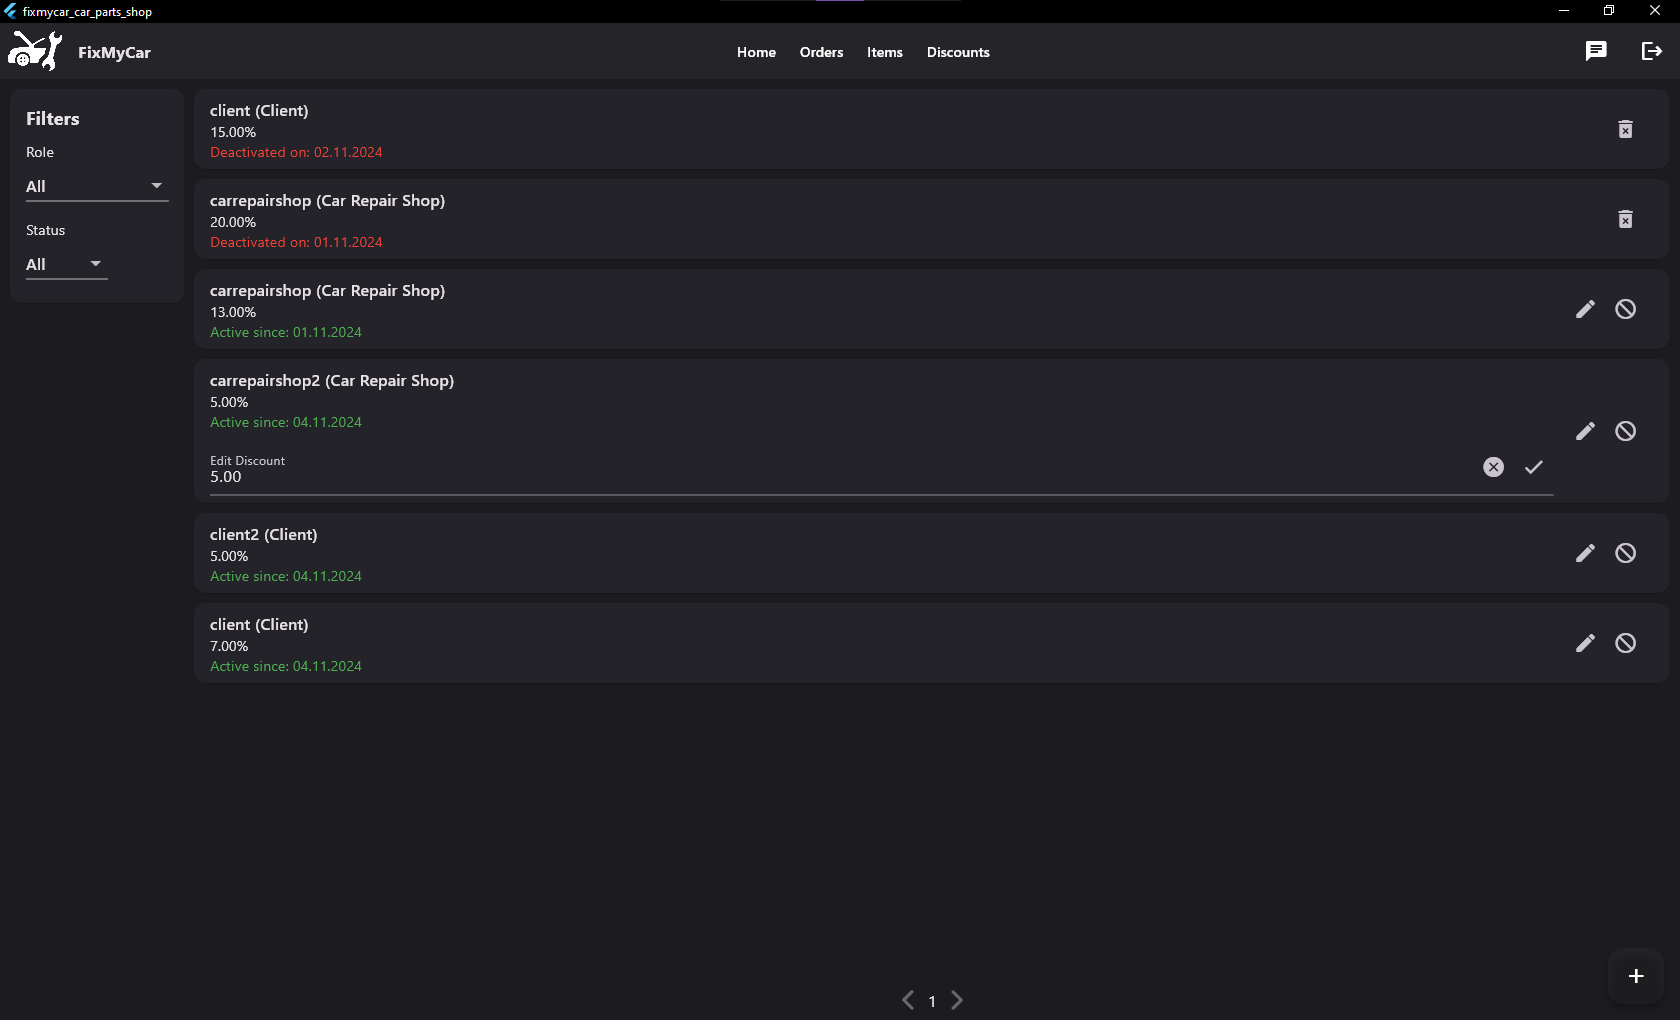 fixmycar_car_parts_shop
FixMyCar
Home Orders Items Discounts
Filters
Role
All
Status
All
client (Client)
15.00%
Deactivated on: 02.11.2024
carrepairshop (Car Repair Shop)
20.00%
Deactivated on: 01.11.2024
carrepairshop (Car Repair Shop)
13.00%
Active since: 01.11.2024
carrepairshop2 (Car Repair Shop)
5.00%
Active since: 04.11.2024
Edit Discount
5.00
client2 (Client)
5.00%
Active since: 04.11.2024
client (Client)
7.00%
Active since: 04.11.2024
1